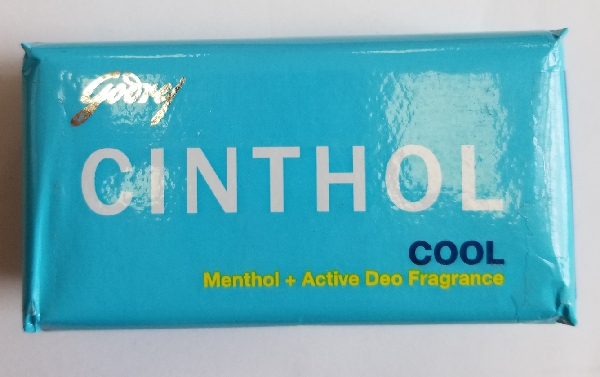 Godrej
CINTHOL
COOL
Menthol + Active Deo Fragrance